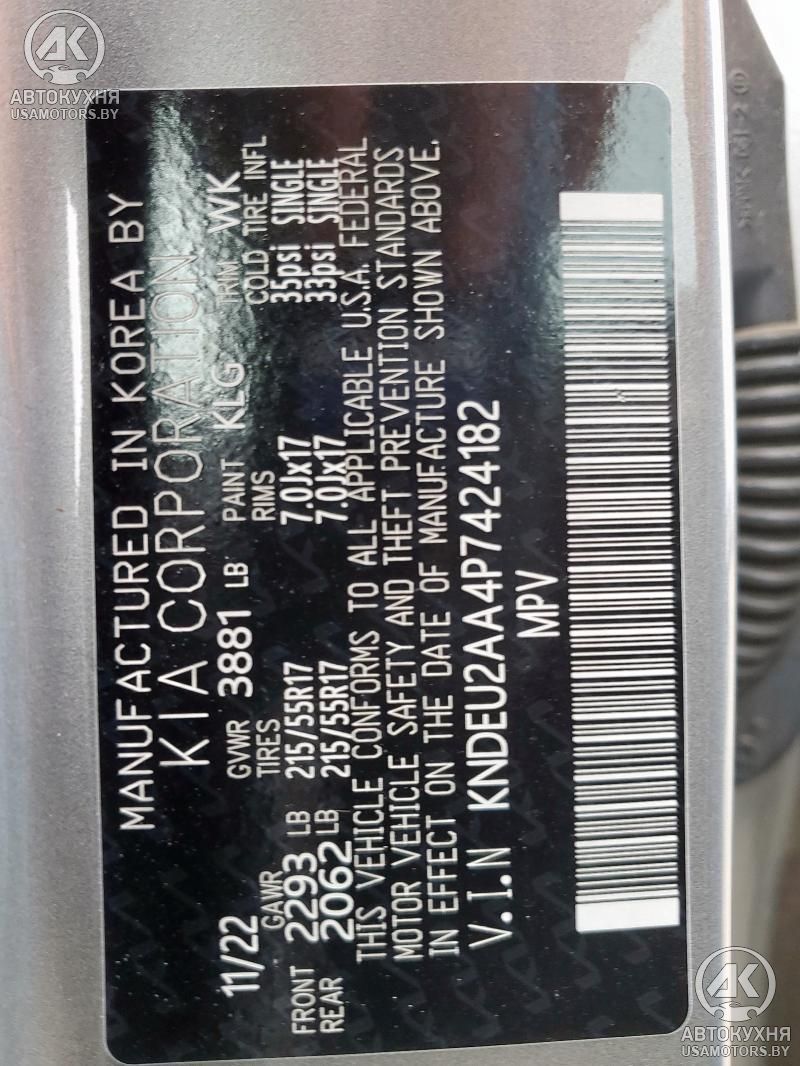 АК
АВТОКУХНЯ
USAMOTORS.BY
MANUFACTURED IN KOREA BY
KIA CORPORATION
11/22 GVWR 3881 LB PAINT KLG TRIM WK
GAWR TIRES RIMS COLD TIRE INFL
FRONT 2293 LB 215/55R17 7.0Jx17 35psi SINGLE
REAR 2062 LB 215/55R17 7.0Jx17 33psi SINGLE
THIS VEHICLE CONFORMS TO ALL APPLICABLE U.S.A. FEDERAL
MOTOR VEHICLE SAFETY AND THEFT PREVENTION STANDARDS
IN EFFECT ON THE DATE OF MANUFACTURE SHOWN ABOVE.
V.I.N KNDEU2AA4P7424182
MPV
АК
АВТОКУХНЯ
USAMOTORS.BY